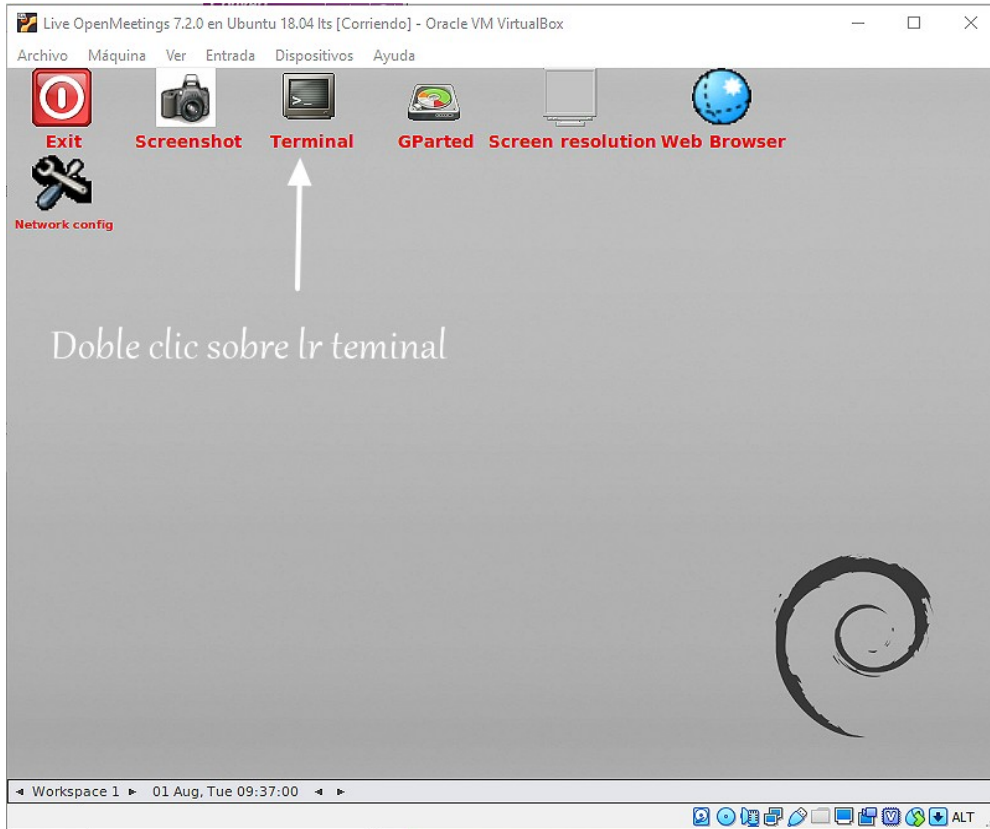 Live OpenMeetings 7.2.0 en Ubuntu 18.04 lts [Corriendo] - Oracle VM VirtualBox
Archivo Máquina Ver Entrada Dispositivos Ayuda
Exit Screenshot Terminal GParted Screen resolution Web Browser
Network config
Doble clic sobre lr teminal
Workspace 1 01 Aug, Tue 09:37:00
ALT